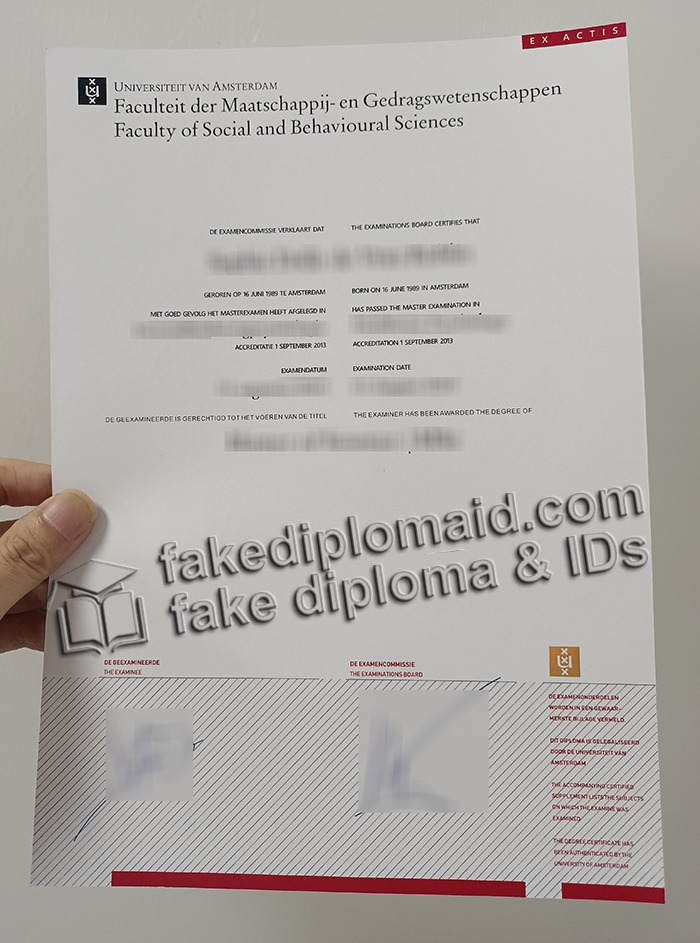 EX ACTIS
UNIVERSITEIT VAN AMSTERDAM
Faculteit der Maatschappij- en Gedragswetenschappen
Faculty of Social and Behavioural Sciences
DE EXAMENCOMMISSIE VERKLAART DAT
THE EXAMINATIONS BOARD CERTIFIES THAT
GEROREN OP 16 JUNI 1989 TE AMSTERDAM
BORN ON 16 JUNE 1989 IN AMSTERDAM
MET GOED GEVOLG HET MASTEREXAMEN HEEFT AFGELEGD IN
HAS PASSED THE MASTER EXAMINATION IN
ACCREDITATIE 1 SEPTEMBER 2013
ACCREDITATION 1 SEPTEMBER 2013
EXAMENDATUM
EXAMINATION DATE
DE GEEXAMINEERDE IS GERECHTIGD TOT HET VOEREN VAN DE TITEL
THE EXAMINER HAS BEEN AWARDED THE DEGREE OF
fakediplomaid.com
fake diploma & IDs
DE GEEXAMINEERDE
THE EXAMINEE
DE EXAMENCOMMISSIE
THE EXAMINATIONS BOARD
DE EXAMENONDERDELEN
WORDEN IN EEN GEWAAR-
MERKTE BIJLAGE VERMELD.
DIT DIPLOMA IS GELEGALISEERD
DOOR DE UNIVERSITEIT VAN
AMSTERDAM
THE ACCOMPANYING CERTIFIED
SUPPLEMENT LISTS THE SUBJECTS
ON WHICH THE EXAMINE WAS
EXAMINED
THE DEGREE CERTIFICATE HAS
BEEN AUTHENTICATED BY THE
UNIVERSITY OF AMSTERDAM